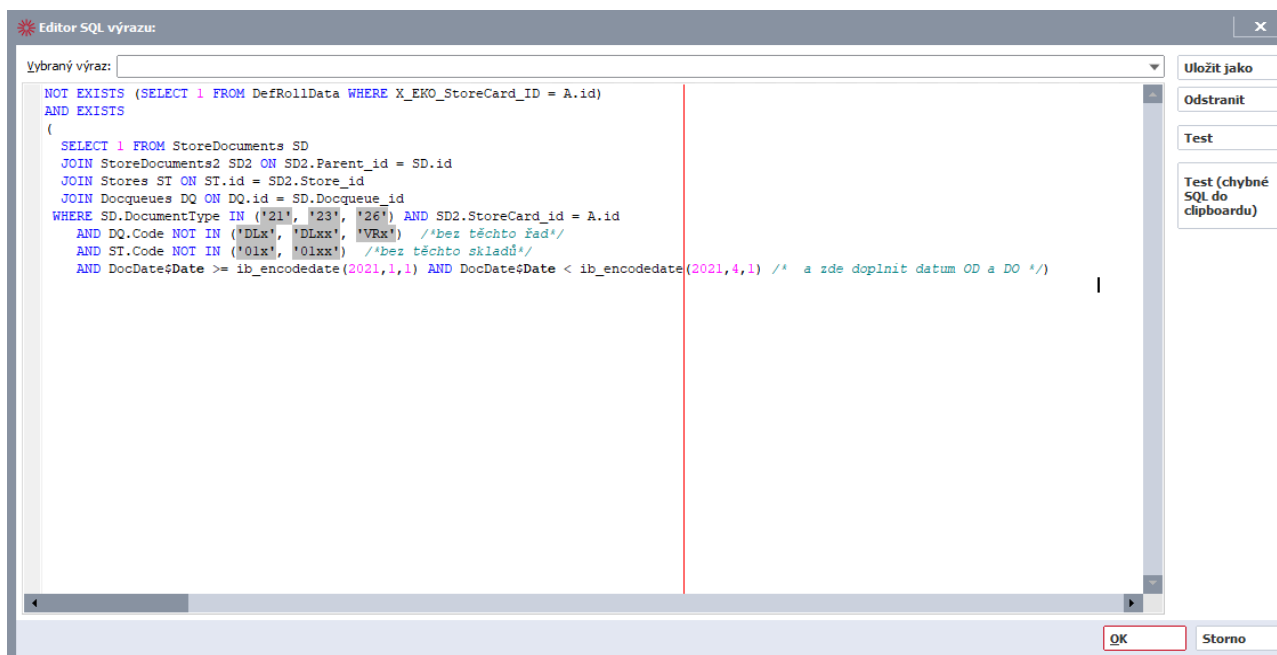 Editor SQL výrazu:
x
Vybraný výraz:
Uložit jako
Odstranit
Test
Test (chybné
SQL do
clipboardu)
NOT EXISTS (SELECT 1 FROM DefRollData WHERE X_EKO_StoreCard_ID = A.id)
AND EXISTS
(
SELECT 1 FROM StoreDocuments SD
JOIN StoreDocuments2 SD2 ON SD2.Parent_id = SD.id
JOIN Stores ST ON ST.id = SD2.Store_id
JOIN Docqueues DQ ON DQ.id = SD.Docqueue_id
WHERE SD.DocumentType IN ('21', '23', '26') AND SD2.StoreCard_id = A.id
AND DQ.Code NOT IN ('DLx', 'DLxx', 'VRx') /*bez těchto řad*/
AND ST.Code NOT IN ('01x', '01xx') /*bez těchto skladů*/
AND DocDate$Date >= ib_encodedate(2021,1,1) AND DocDate$Date < ib_encodedate(2021,4,1) /* a zde doplnit datum OD a DO */)
OK
Storno